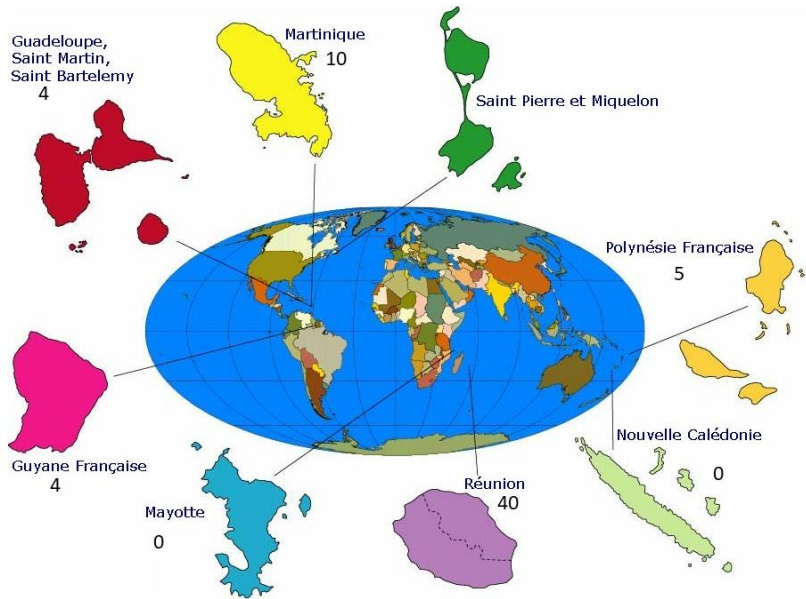 Guadeloupe,
Saint Martin,
Saint Bartelemy
4
Martinique
10
Saint Pierre et Miquelon
Polynésie Française
5
Guyane Française
4
Mayotte
0
Réunion
40
Nouvelle Calédonie
0